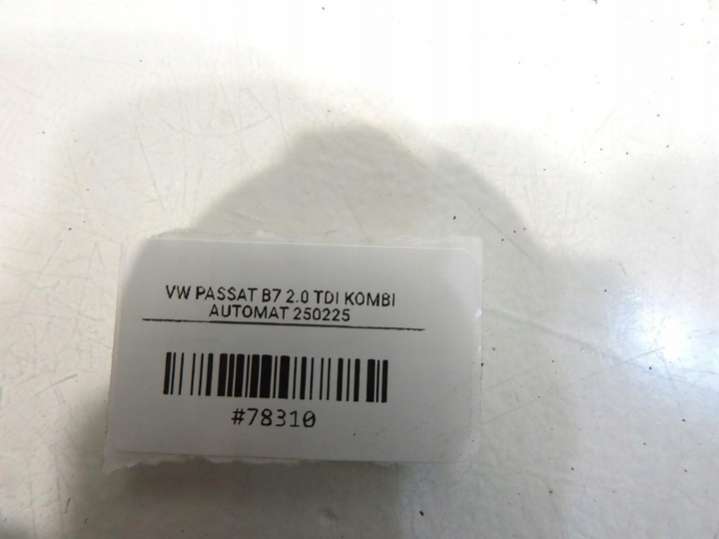 VW PASSAT B7 2.0 TDI KOMBI
AUTOMAT 250225
#78310